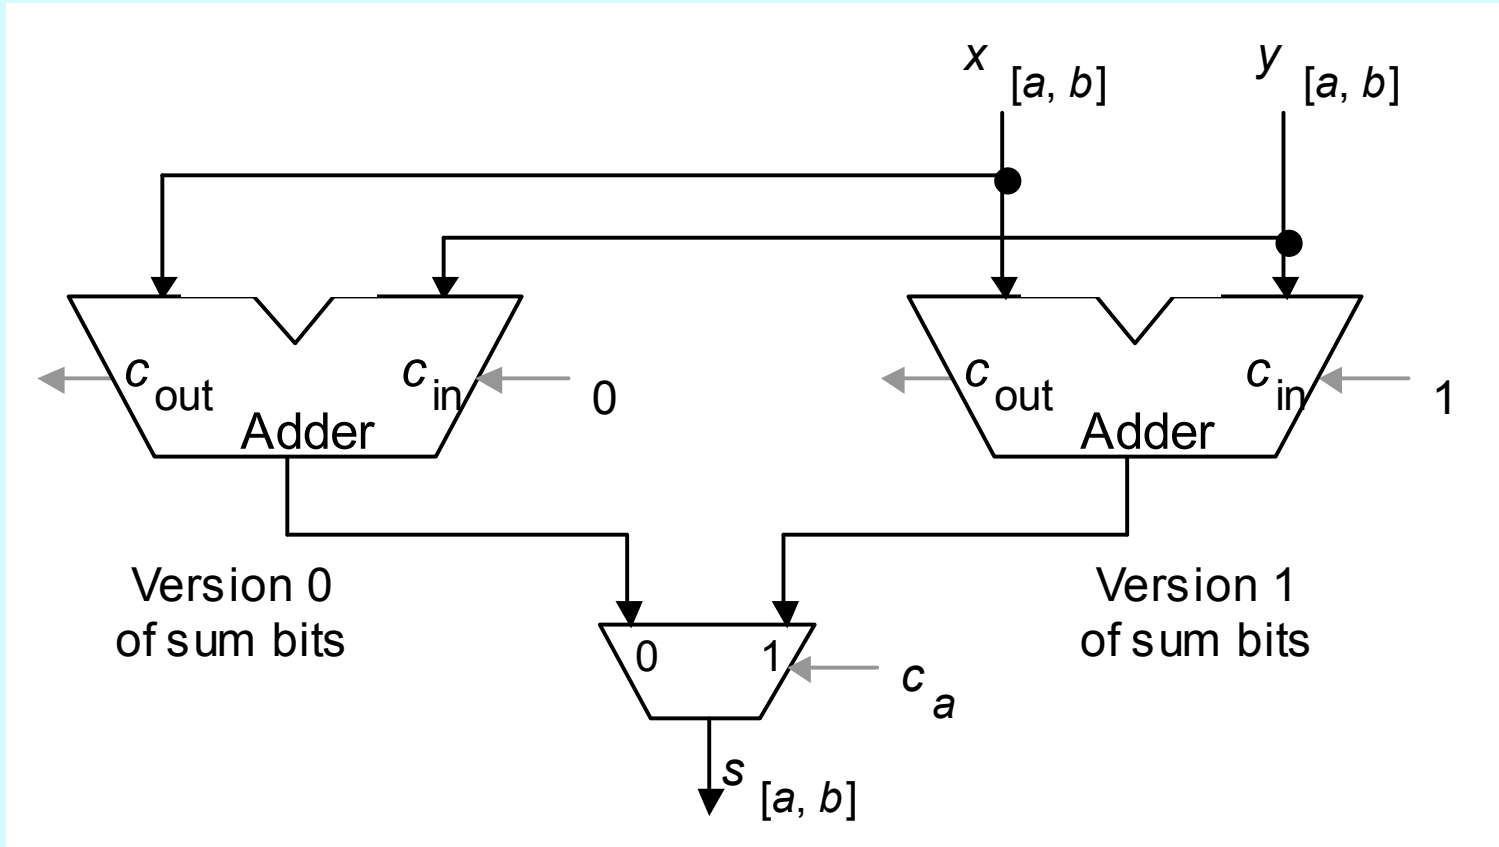 x [a, b] y [a, b]
c out c in 0 c out c in 1
Adder Adder
Version 0 Version 1
of sum bits of sum bits
0 1 c a
s [a, b]